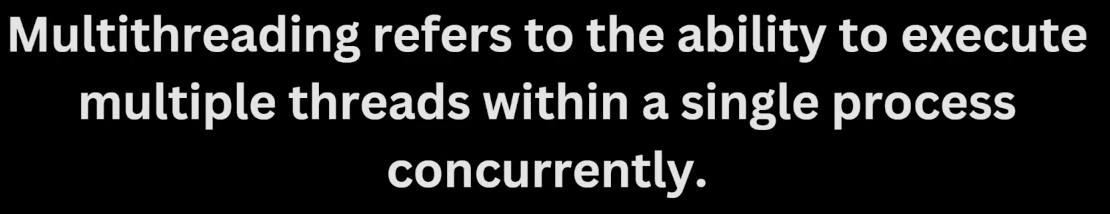 Multithreading refers to the ability to execute
multiple threads within a single process
concurrently.